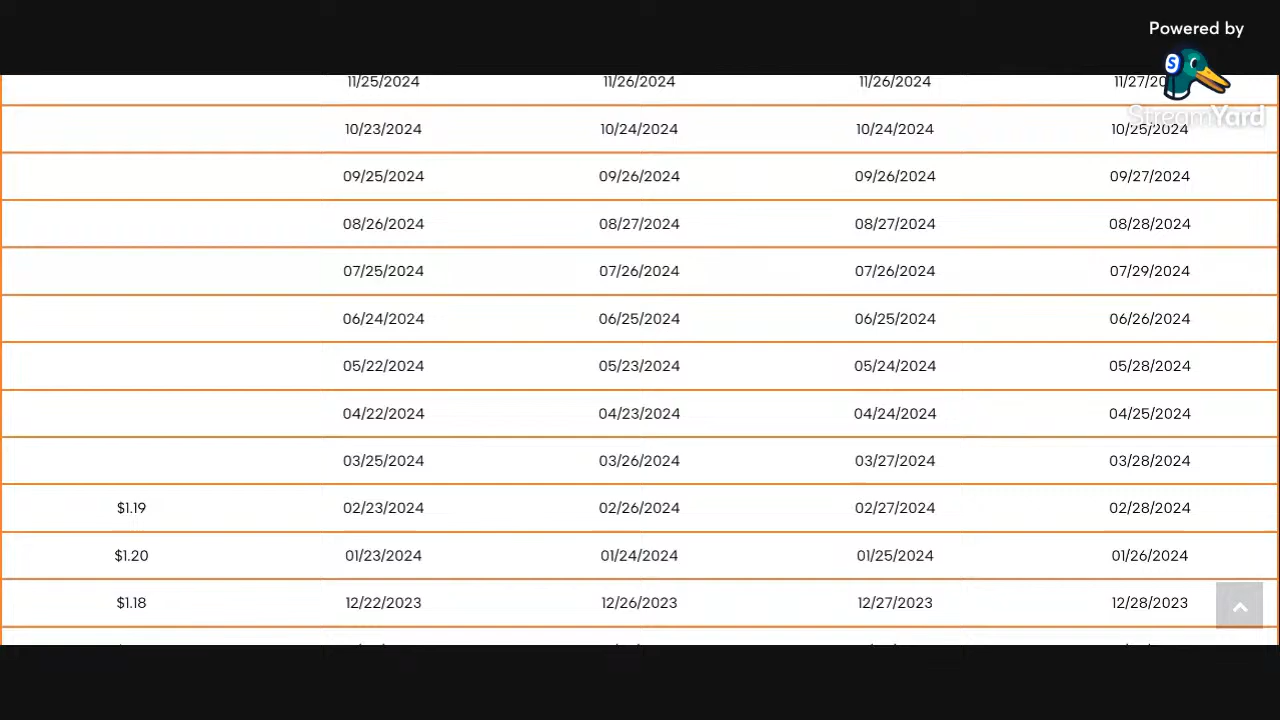 Powered by
StreamYard
11/25/2024 11/26/2024 11/26/2024
10/23/2024 10/24/2024 10/24/2024 10/25/2024
09/25/2024 09/26/2024 09/26/2024 09/27/2024
08/26/2024 08/27/2024 08/27/2024 08/28/2024
07/25/2024 07/26/2024 07/26/2024 07/29/2024
06/24/2024 06/25/2024 06/25/2024 06/26/2024
05/22/2024 05/23/2024 05/24/2024 05/28/2024
04/22/2024 04/23/2024 04/24/2024 04/25/2024
03/25/2024 03/26/2024 03/27/2024 03/28/2024
$1.19 02/23/2024 02/26/2024 02/27/2024 02/28/2024
$1.20 01/23/2024 01/24/2024 01/25/2024 01/26/2024
$1.18 12/22/2023 12/26/2023 12/27/2023 12/28/2023